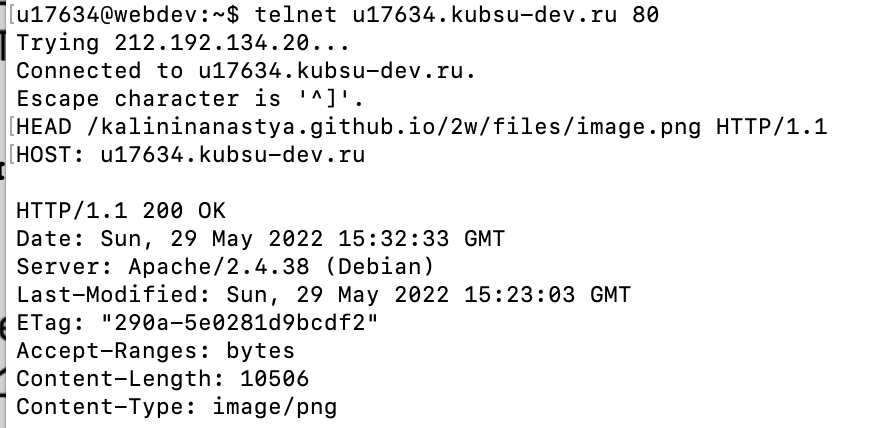 [u17634@webdev:~$ telnet u17634.kubsu-dev.ru 80
Trying 212.192.134.20...
Connected to u17634.kubsu-dev.ru.
Escape character is '^]'.
[HEAD /kalininanastya.github.io/2w/files/image.png HTTP/1.1
[HOST: u17634.kubsu-dev.ru
HTTP/1.1 200 OK
Date: Sun, 29 May 2022 15:32:33 GMT
Server: Apache/2.4.38 (Debian)
Last-Modified: Sun, 29 May 2022 15:23:03 GMT
ETag: "290a-5e0281d9bcdf2"
Accept-Ranges: bytes
Content-Length: 10506
Content-Type: image/png